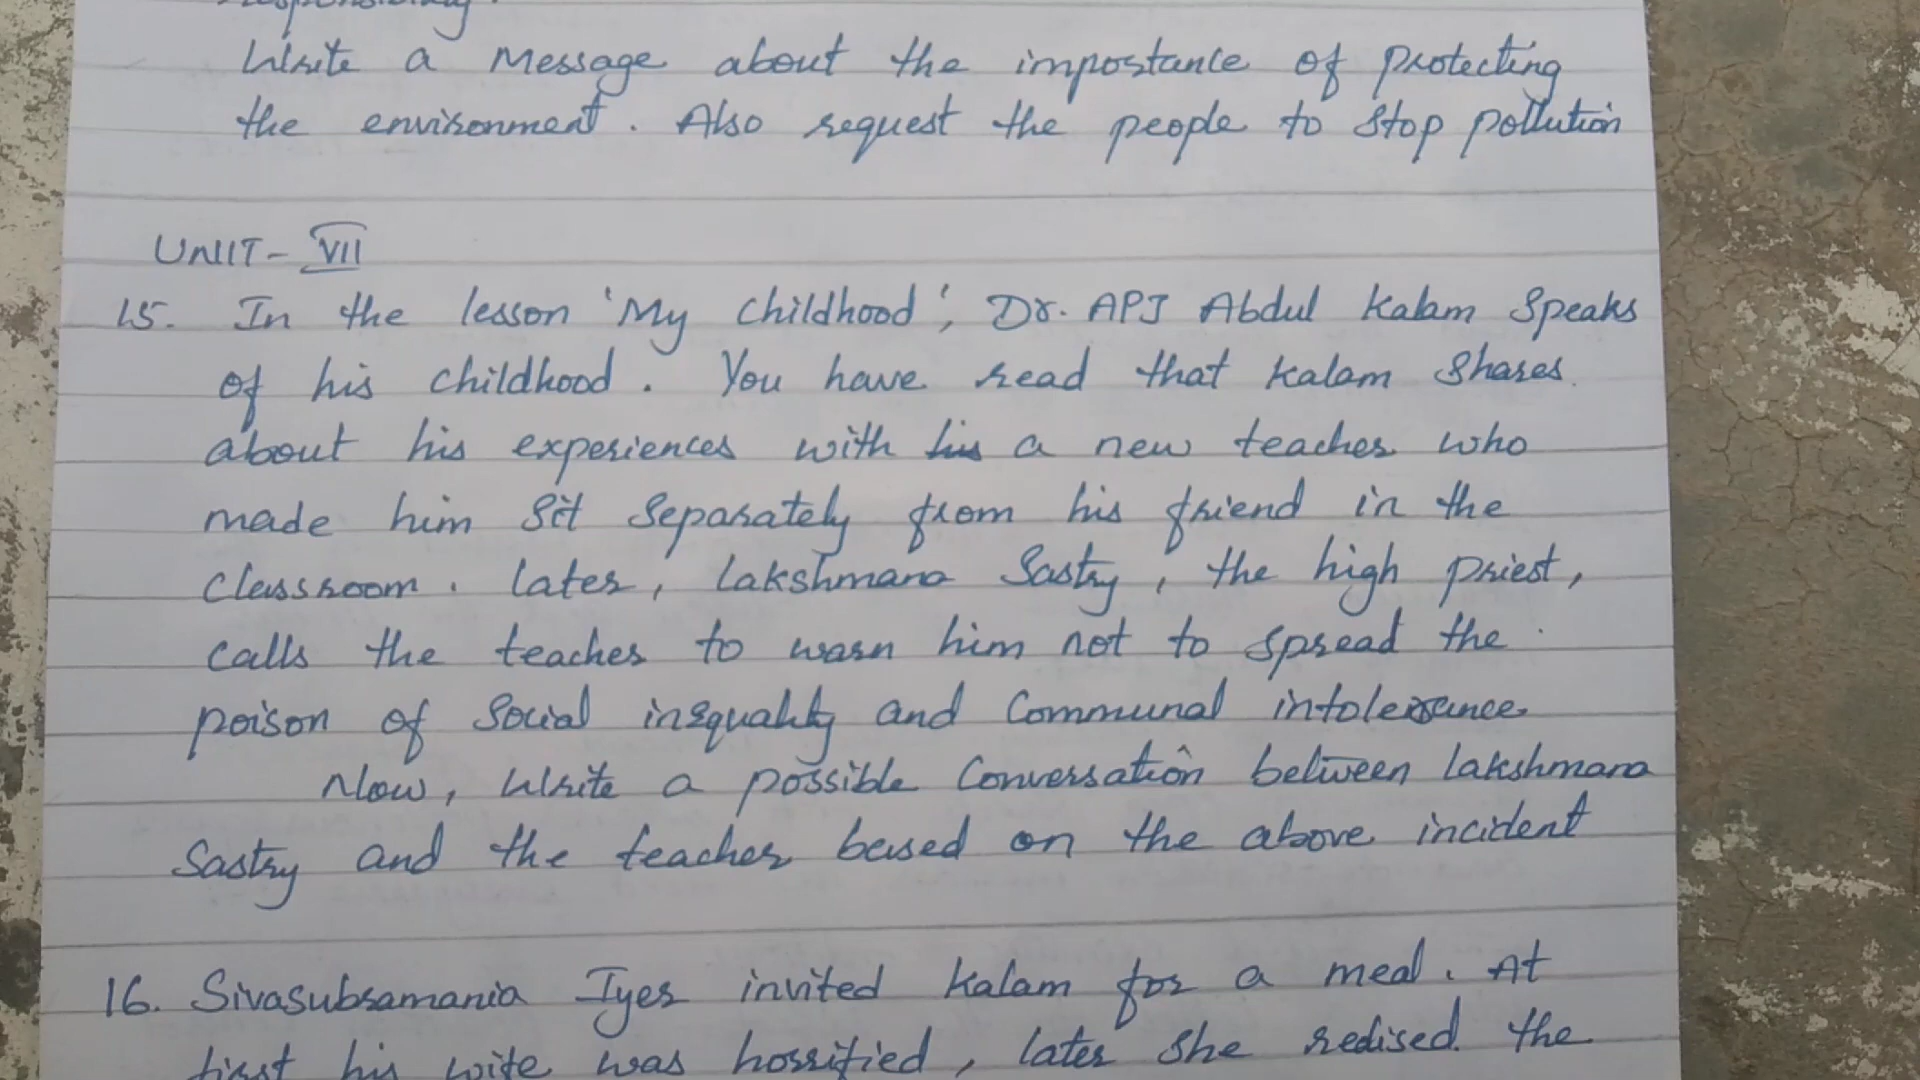 responsibility.
Write a Message about the importance of protecting
the environment. Also request the people to stop pollution
UNIIT - VII
15. In the lesson 'My childhood', Dr. APJ Abdul Kalam Speaks
of his childhood. You have read that Kalam Shares
about his experiences with his a new teacher who
made him Sit Separately from his friend in the
classroom. later, lakshmana Sastry, the high priest,
calls the teacher to warn him not to spread the
poison of Social inequality and Communal intolerance
Now, Write a possible Conversation between lakshmana
Sastry and the teacher based on the above incident
16. Sivasubramania Iyer invited Kalam for a meal. At
first his wife was horrified, later she redised the